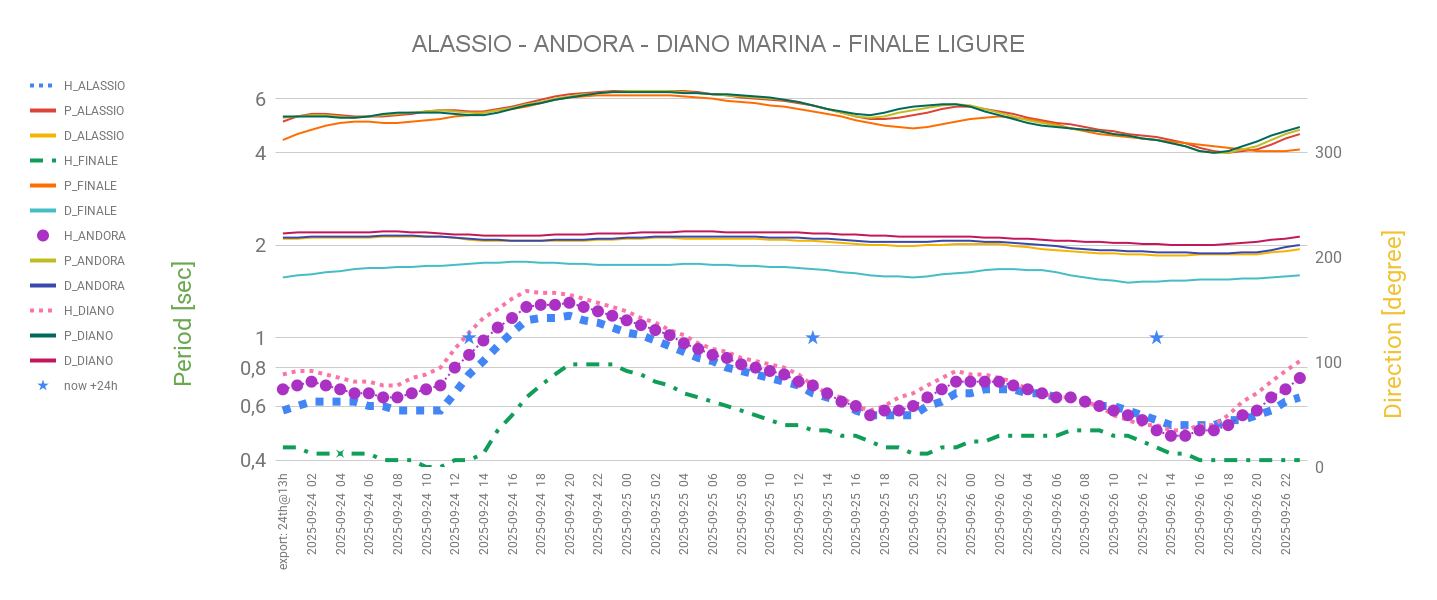 ALASSIO - ANDORA - DIANO MARINA - FINALE LIGURE
H_ALASSIO
P_ALASSIO
D_ALASSIO
H_FINALE
P_FINALE
D_FINALE
H_ANDORA
P_ANDORA
D_ANDORA
H_DIANO
P_DIANO
D_DIANO
now +24h
Period [sec]
6
4
2
1
0,8
0,6
0,4
300
200
100
0
Direction [degree]
export: 24th@13h
2025-09-24 02
2025-09-24 04
2025-09-24 06
2025-09-24 08
2025-09-24 10
2025-09-24 12
2025-09-24 14
2025-09-24 16
2025-09-24 18
2025-09-24 20
2025-09-24 22
2025-09-25 00
2025-09-25 02
2025-09-25 04
2025-09-25 06
2025-09-25 08
2025-09-25 10
2025-09-25 12
2025-09-25 14
2025-09-25 16
2025-09-25 18
2025-09-25 20
2025-09-25 22
2025-09-26 00
2025-09-26 02
2025-09-26 04
2025-09-26 06
2025-09-26 08
2025-09-26 10
2025-09-26 12
2025-09-26 14
2025-09-26 16
2025-09-26 18
2025-09-26 20
2025-09-26 22